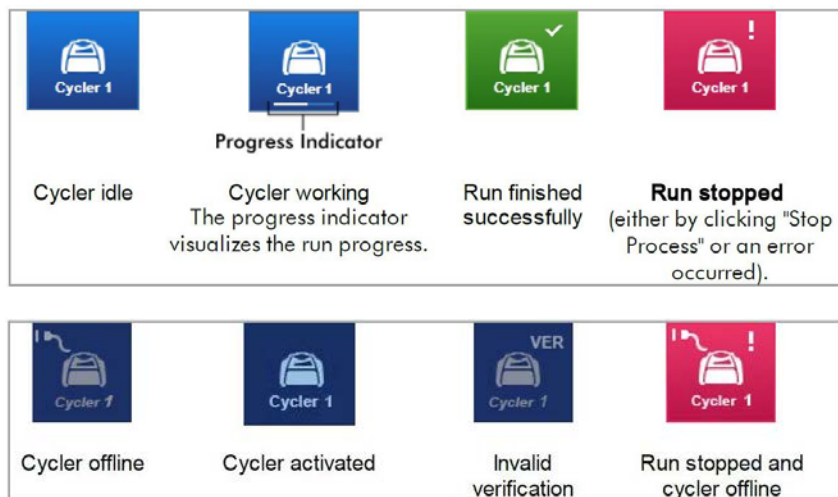 Cycler 1
Cycler 1
Cycler 1
!
Cycler 1
Progress Indicator
Cycler idle
Cycler working
The progress indicator
visualizes the run progress.
Run finished
successfully
Run stopped
(either by clicking "Stop
Process" or an error
occurred).
Cycler 1
Cycler 1
VER
Cycler 1
!
Cycler 1
Cycler offline
Cycler activated
Invalid
verification
Run stopped and
cycler offline